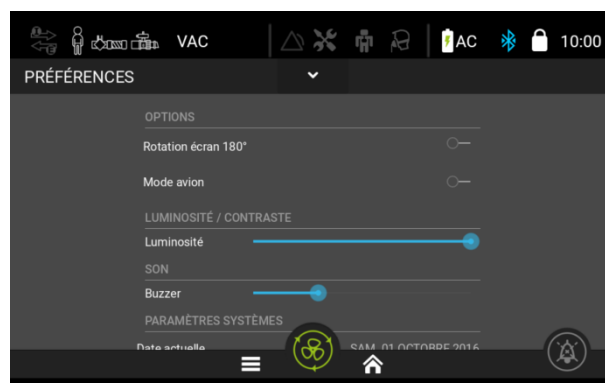 VAC
AC
10:00
PRÉFÉRENCES
OPTIONS
Rotation écran 180°
Mode avion
LUMINOSITÉ / CONTRASTE
Luminosité
SON
Buzzer
PARAMÈTRES SYSTÈMES
Date actuelle SAM. 01 OCTOBRE 2016